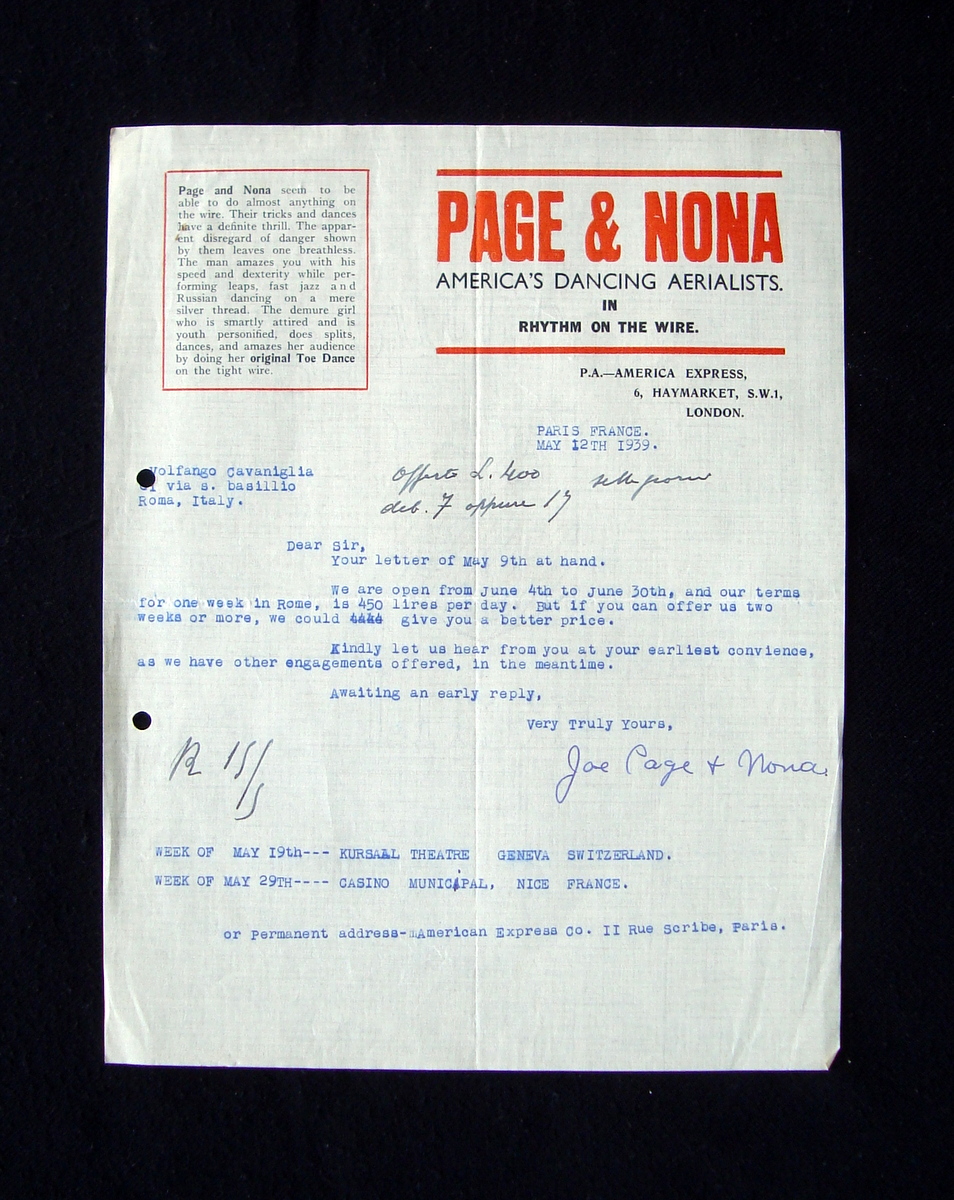 Page and Nona seem to be
able to do almost anything on
the wire. Their tricks and dances
have a definite thrill. The appar-
ent disregard of danger shown
by them leaves one breathless.
The man amazes you with his
speed and dexterity while per-
forming leaps, fast jazz and
Russian dancing on a mere
silver thread. The demure girl
who is smartly attired and is
youth personified, does splits,
dances, and amazes her audience
by doing her original Toe Dance
on the tight wire.
PAGE & NONA
AMERICA'S DANCING AERIALISTS.
IN
RHYTHM ON THE WIRE.
P.A.—AMERICA EXPRESS,
6, HAYMARKET, S.W.1,
LONDON.
PARIS FRANCE.
MAY 12TH 1939.
Volfango Cavaniglia
via s. basillio
Roma, Italy.
Offerto L. 400
deb. 7 oppure 17
Dear Sir,
Your letter of May 9th at hand.
We are open from June 4th to June 30th, and our terms
for one week in Rome, is 450 lires per day. But if you can offer us two
weeks or more, we could give you a better price.
Kindly let us hear from you at your earliest convience,
as we have other engagements offered, in the meantime.
Awaiting an early reply,
Very Truly Yours,
Joe Page + Nona.
R 15/5
WEEK OF MAY 19th--- KURSAAL THEATRE GENEVA SWITZERLAND.
WEEK OF MAY 29TH---- CASINO MUNICIPAL, NICE FRANCE.
or Permanent address- American Express Co. II Rue Scribe, Paris.